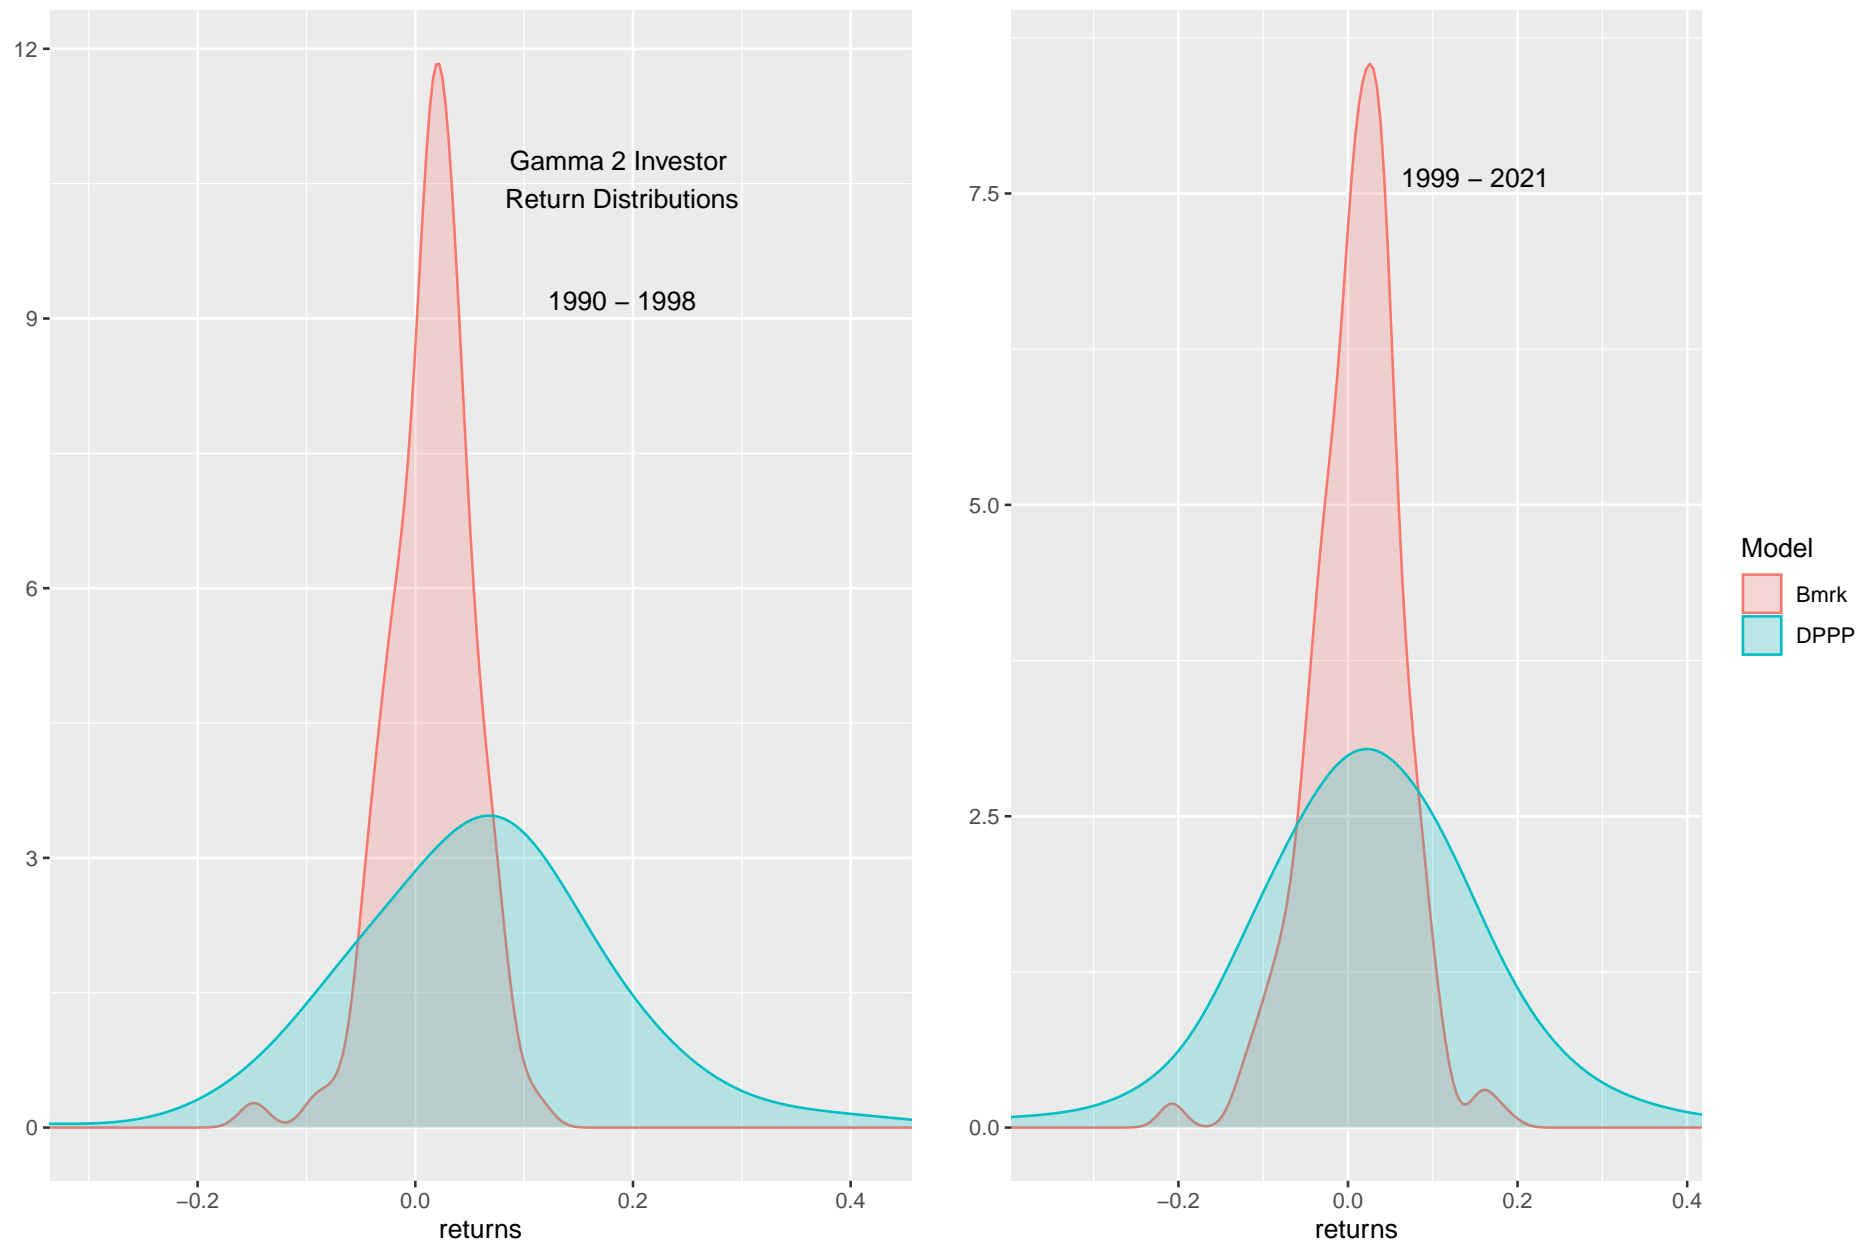 12
9
6
3
0
Gamma 2 Investor
Return Distributions
1990 – 1998
−0.2
0.0
0.2
0.4
returns
7.5
5.0
2.5
0.0
1999 – 2021
−0.2
0.0
0.2
0.4
returns
Model
Bmrk
DPPP